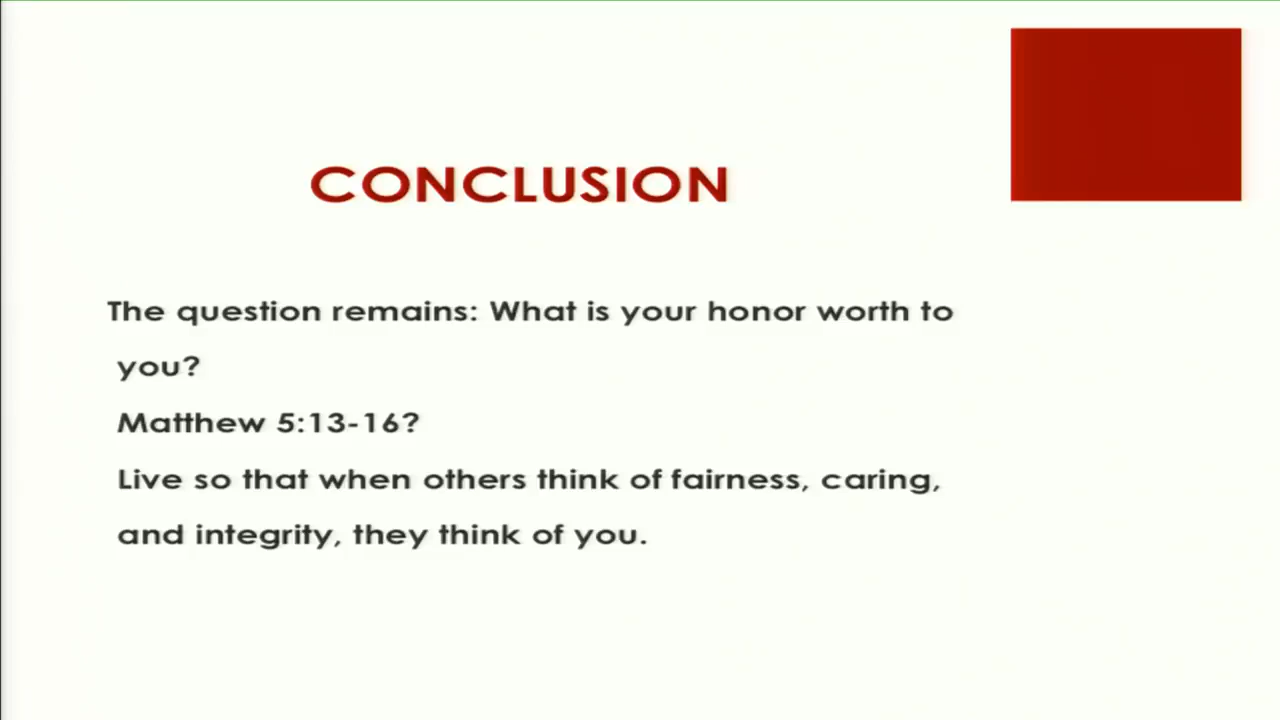 CONCLUSION
The question remains: What is your honor worth to
you?
Matthew 5:13-16?
Live so that when others think of fairness, caring,
and integrity, they think of you.